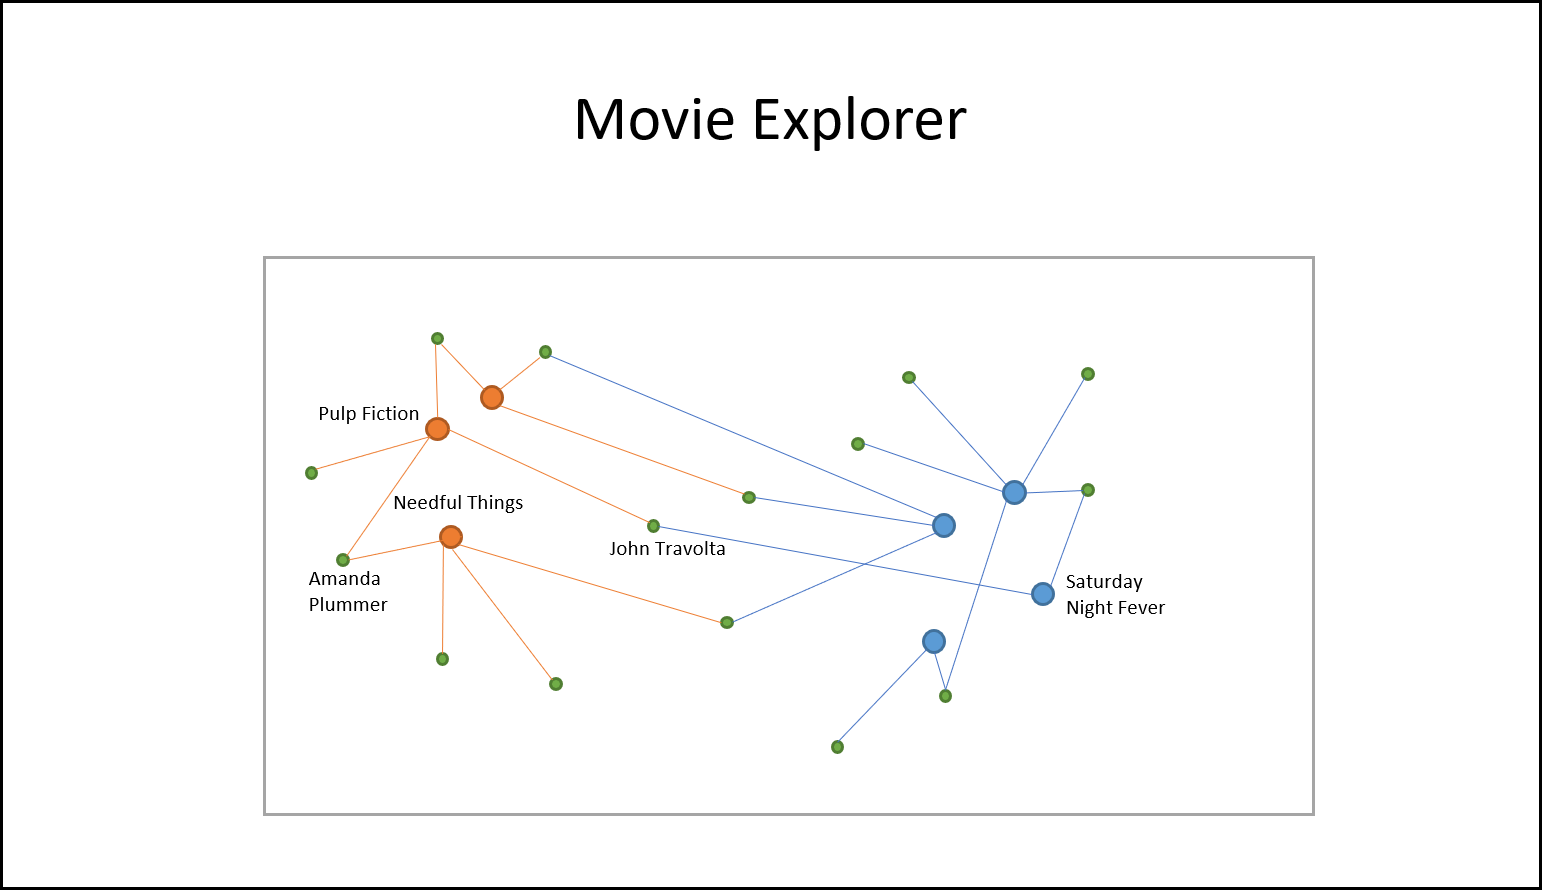 Movie Explorer
Pulp Fiction
Needful Things
John Travolta
Amanda
Plummer
Saturday
Night Fever